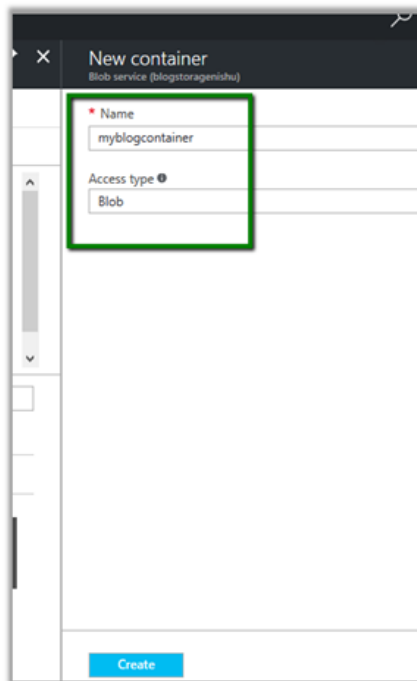 New container
Blob service (blogstoragenishu)
* Name
myblogcontainer
Access type
Blob
Create